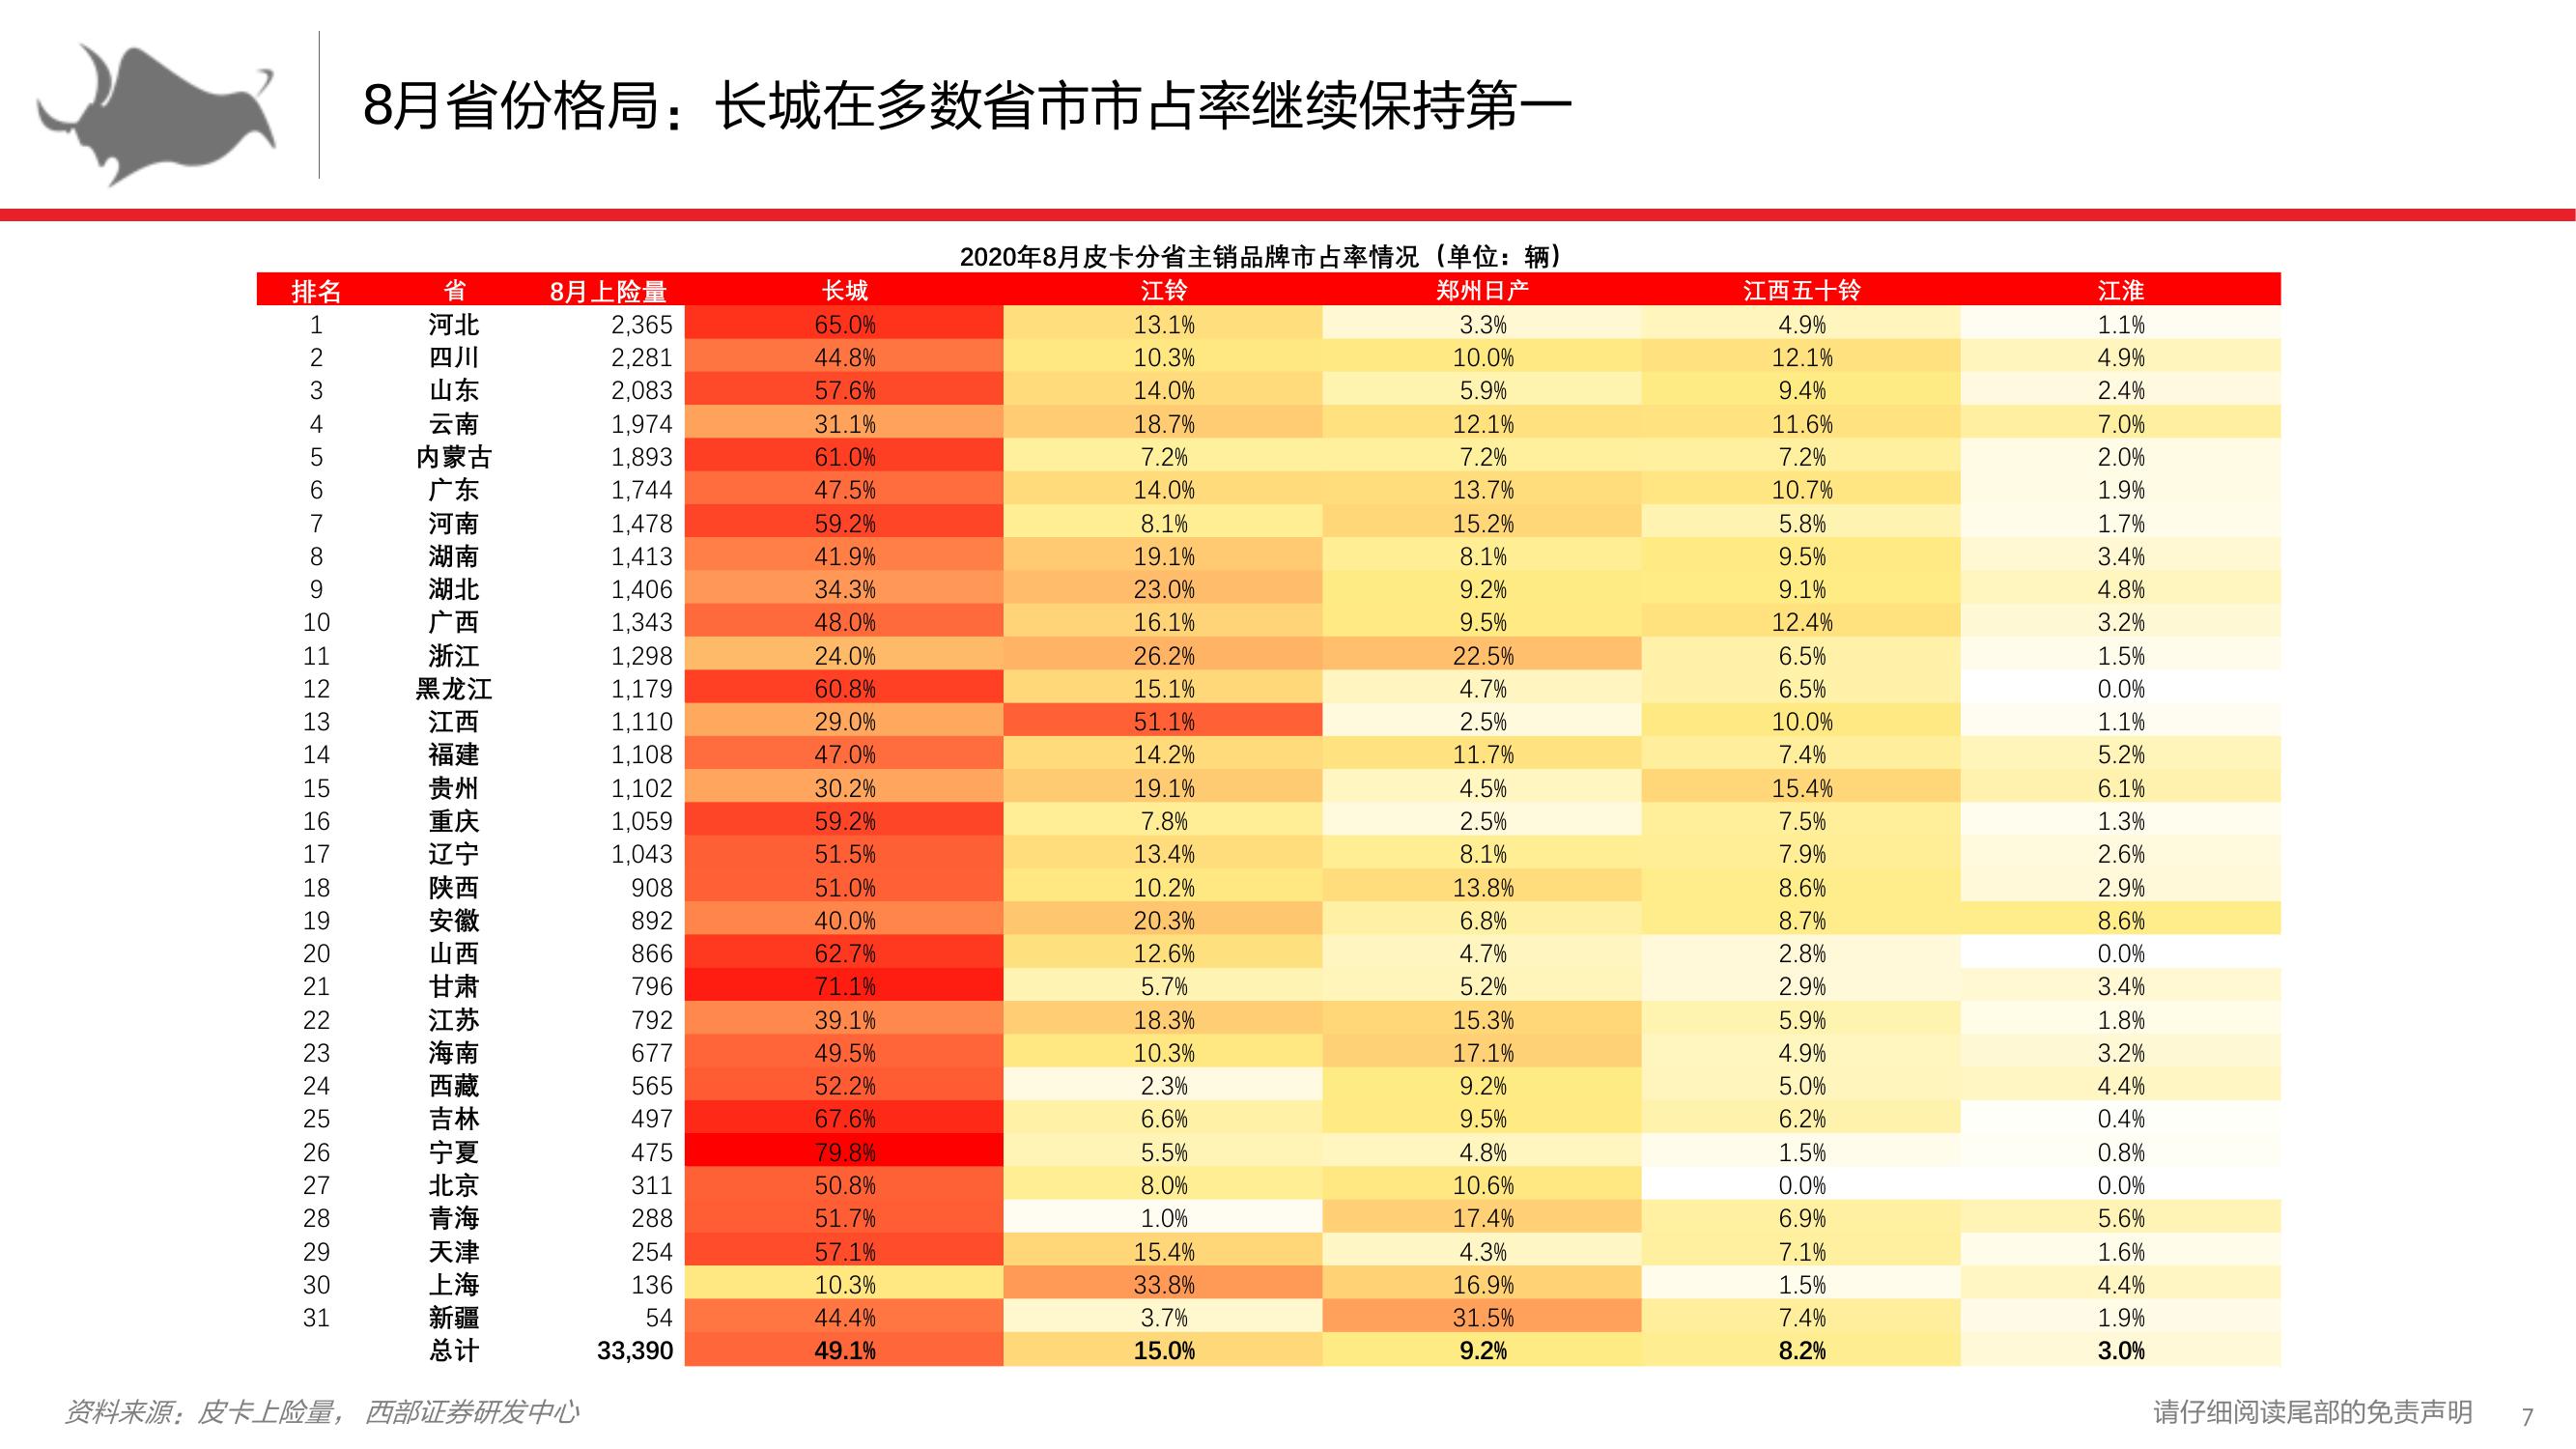 8月省份格局：长城在多数省市市占率继续保持第一
2020年8月皮卡分省主销品牌市占率情况（单位：辆）
排名 省 8月上险量 长城 江铃 郑州日产 江西五十铃 江淮
1 河北 2,365 65.0% 13.1% 3.3% 4.9% 1.1%
2 四川 2,281 44.8% 10.3% 10.0% 12.1% 4.9%
3 山东 2,083 57.6% 14.0% 5.9% 9.4% 2.4%
4 云南 1,974 31.1% 18.7% 12.1% 11.6% 7.0%
5 内蒙古 1,893 61.0% 7.2% 7.2% 7.2% 2.0%
6 广东 1,744 47.5% 14.0% 13.7% 10.7% 1.9%
7 河南 1,478 59.2% 8.1% 15.2% 5.8% 1.7%
8 湖南 1,413 41.9% 19.1% 8.1% 9.5% 3.4%
9 湖北 1,406 34.3% 23.0% 9.2% 9.1% 4.8%
10 广西 1,343 48.0% 16.1% 9.5% 12.4% 3.2%
11 浙江 1,298 24.0% 26.2% 22.5% 6.5% 1.5%
12 黑龙江 1,179 60.8% 15.1% 4.7% 6.5% 0.0%
13 江西 1,110 29.0% 51.1% 2.5% 10.0% 1.1%
14 福建 1,108 47.0% 14.2% 11.7% 7.4% 5.2%
15 贵州 1,102 30.2% 19.1% 4.5% 15.4% 6.1%
16 重庆 1,059 59.2% 7.8% 2.5% 7.5% 1.3%
17 辽宁 1,043 51.5% 13.4% 8.1% 7.9% 2.6%
18 陕西 908 51.0% 10.2% 13.8% 8.6% 2.9%
19 安徽 892 40.0% 20.3% 6.8% 8.7% 8.6%
20 山西 866 62.7% 12.6% 4.7% 2.8% 0.0%
21 甘肃 796 71.1% 5.7% 5.2% 2.9% 3.4%
22 江苏 792 39.1% 18.3% 15.3% 5.9% 1.8%
23 海南 677 49.5% 10.3% 17.1% 4.9% 3.2%
24 西藏 565 52.2% 2.3% 9.2% 5.0% 4.4%
25 吉林 497 67.6% 6.6% 9.5% 6.2% 0.4%
26 宁夏 475 79.8% 5.5% 4.8% 1.5% 0.8%
27 北京 311 50.8% 8.0% 10.6% 0.0% 0.0%
28 青海 288 51.7% 1.0% 17.4% 6.9% 5.6%
29 天津 254 57.1% 15.4% 4.3% 7.1% 1.6%
30 上海 136 10.3% 33.8% 16.9% 1.5% 4.4%
31 新疆 54 44.4% 3.7% 31.5% 7.4% 1.9%
总计 33,390 49.1% 15.0% 9.2% 8.2% 3.0%
资料来源：皮卡上险量， 西部证券研发中心
请仔细阅读尾部的免责声明 7